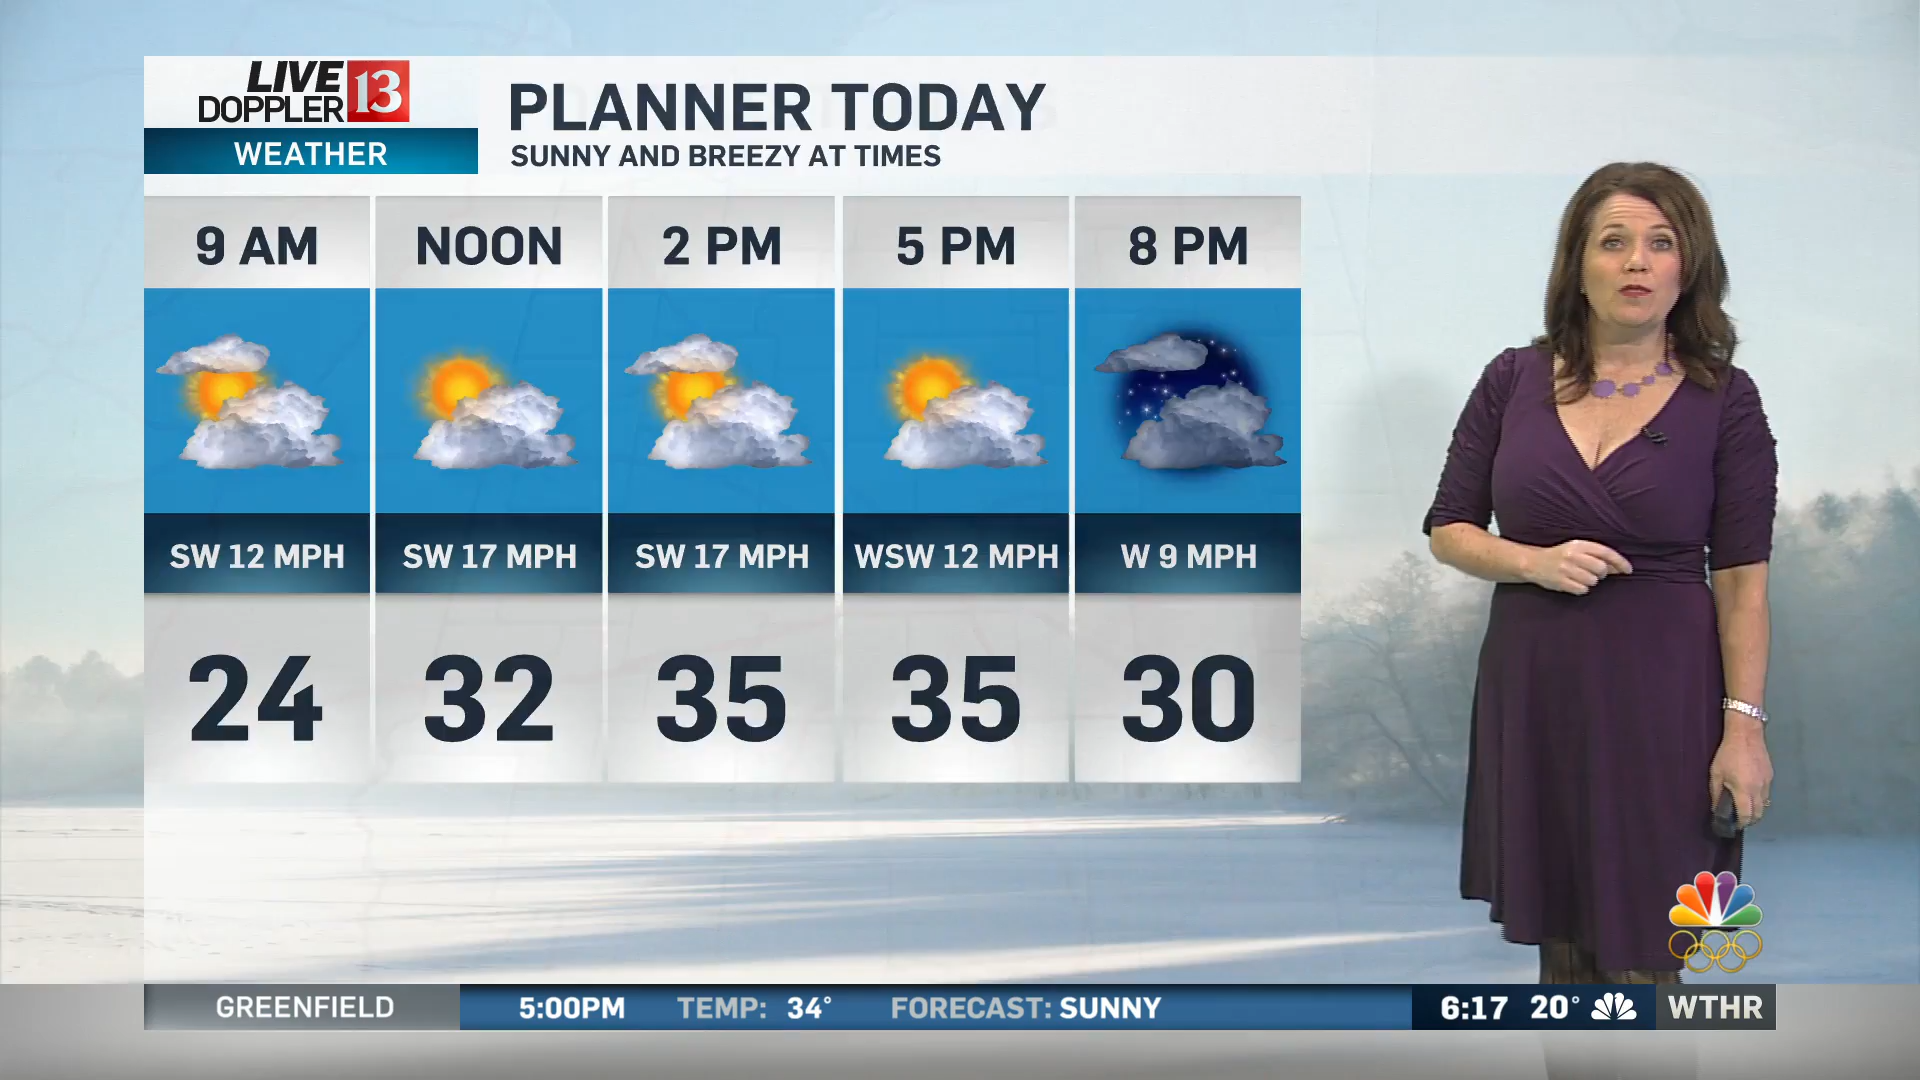 LIVE
DOPPLER 13
WEATHER
PLANNER TODAY
SUNNY AND BREEZY AT TIMES
9 AM NOON 2 PM 5 PM 8 PM
SW 12 MPH SW 17 MPH SW 17 MPH WSW 12 MPH W 9 MPH
24 32 35 35 30
GREENFIELD 5:00PM TEMP: 34° FORECAST: SUNNY 6:17 20° WTHR